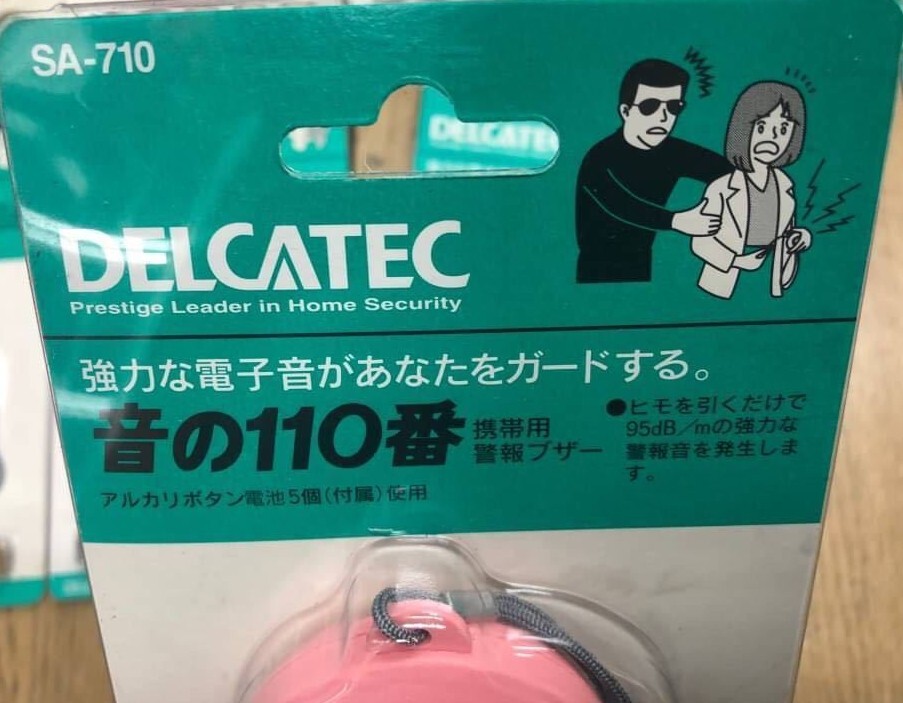 SA-710
DELCATEC
DELCATEC
Prestige Leader in Home Security
強力な電子音があなたをガードする。
音の110番
携帯用
警報ブザー
●ヒモを引くだけで
95dB/mの強力な
警報音を発生しま
す。
アルカリボタン電池5個(付属)使用